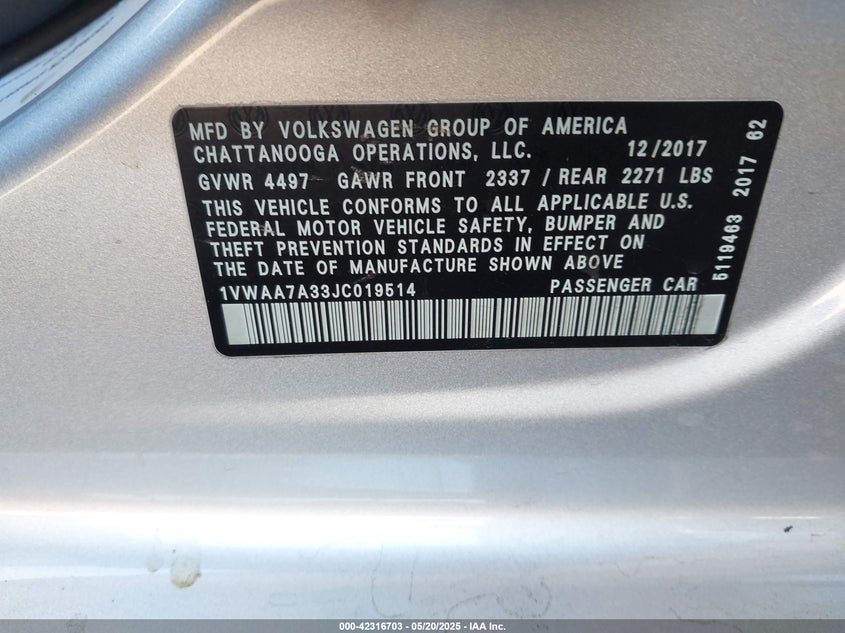 MFD BY VOLKSWAGEN GROUP OF AMERICA
CHATTANOOGA OPERATIONS, LLC. 12/2017
GVWR 4497 GAWR FRONT 2337 / REAR 2271 LBS
THIS VEHICLE CONFORMS TO ALL APPLICABLE U.S.
FEDERAL MOTOR VEHICLE SAFETY, BUMPER AND
THEFT PREVENTION STANDARDS IN EFFECT ON
THE DATE OF MANUFACTURE SHOWN ABOVE
1VWAA7A33JC019514 PASSENGER CAR
5119463 2017 62
000-42316703 - 05/20/2025 - IAA Inc.